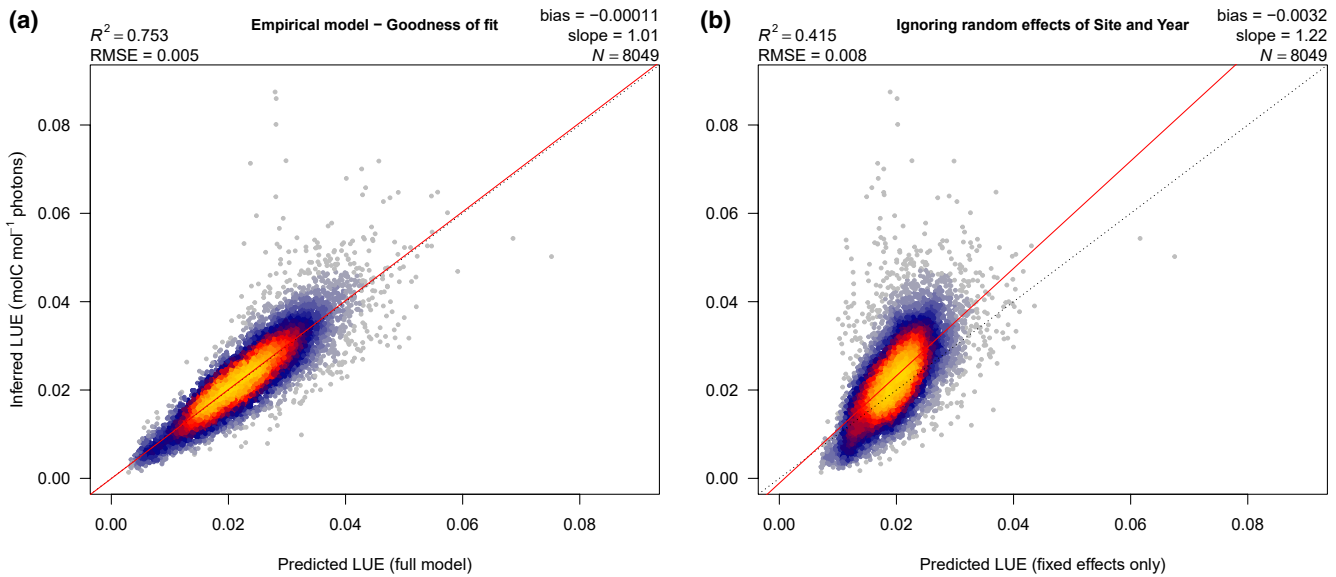 (a)
Empirical model − Goodness of fit
bias = −0.00011
R² = 0.753
slope = 1.01
RMSE = 0.005
N = 8049
0.08
0.06
0.04
0.02
0.00
Inferred LUE (molC mol⁻¹ photons)
0.00 0.02 0.04 0.06 0.08
Predicted LUE (full model)
(b)
Ignoring random effects of Site and Year
bias = −0.0032
R² = 0.415
slope = 1.22
RMSE = 0.008
N = 8049
0.08
0.06
0.04
0.02
0.00
0.00 0.02 0.04 0.06 0.08
Predicted LUE (fixed effects only)